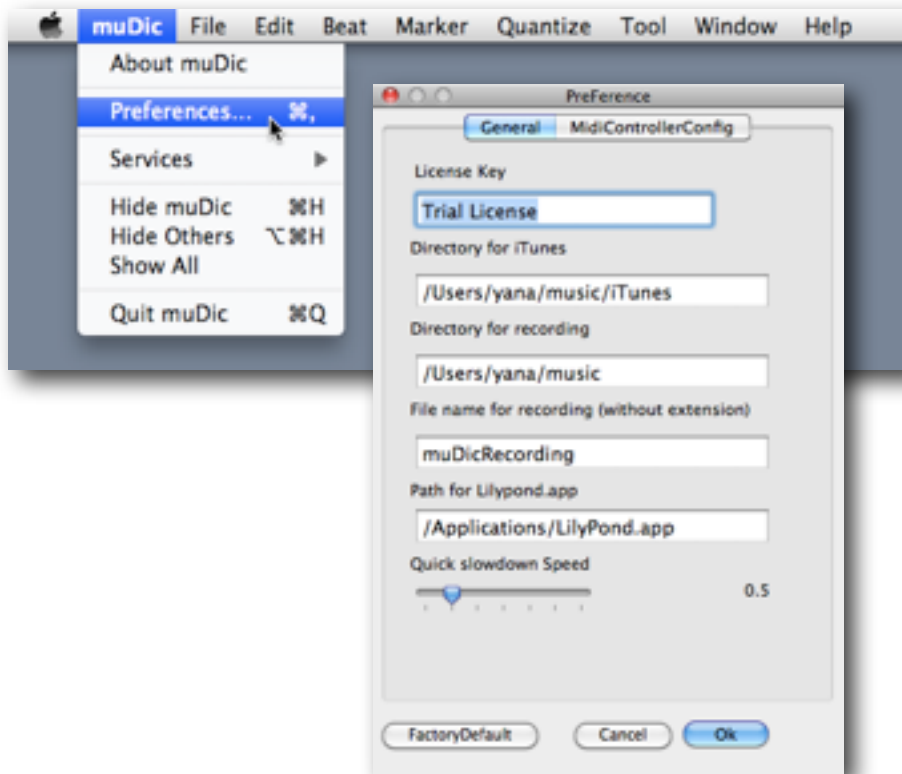 muDic File Edit Beat Marker Quantize Tool Window Help
About muDic
Preferences... ⌘,
Services
Hide muDic ⌘H
Hide Others ⌥⌘H
Show All
Quit muDic ⌘Q
PreFerence
General MidiControllerConfig
License Key
Trial License
Directory for iTunes
/Users/yana/music/iTunes
Directory for recording
/Users/yana/music
File name for recording (without extension)
muDicRecording
Path for Lilypond.app
/Applications/LilyPond.app
Quick slowdown Speed
0.5
FactoryDefault Cancel Ok